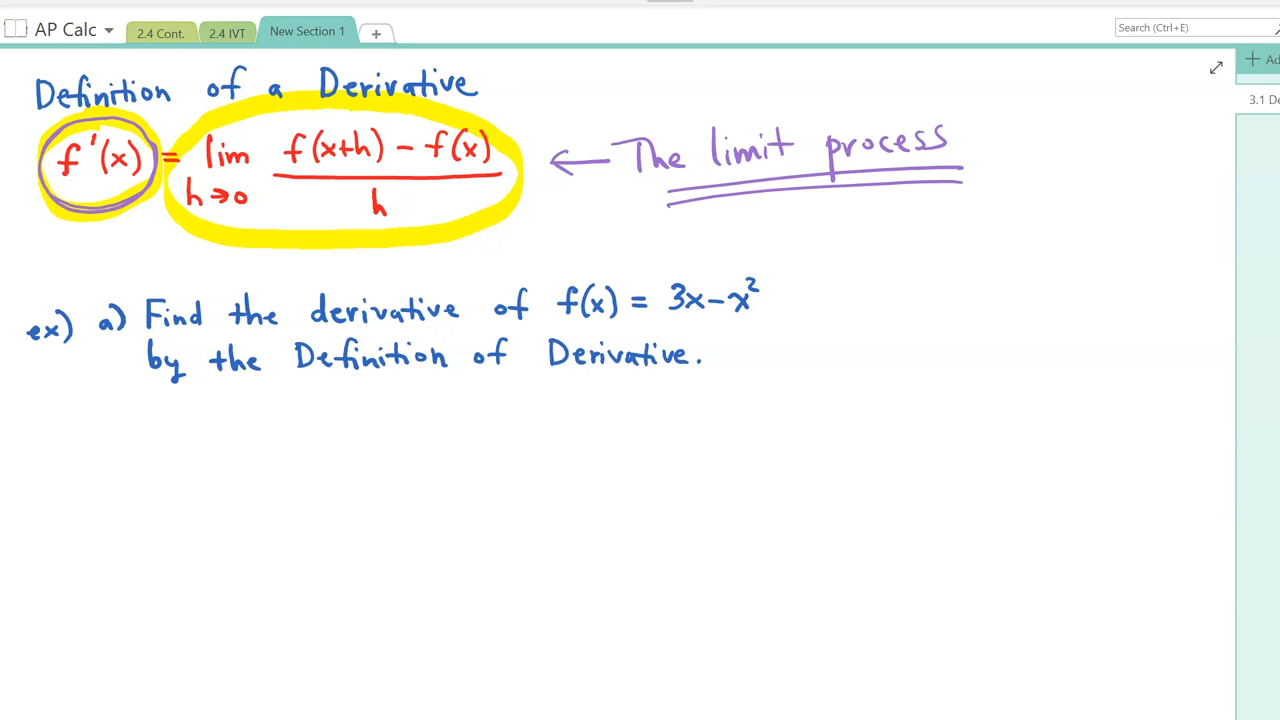 AP Calc
2.4 Cont.
2.4 IVT
New Section 1
Search (Ctrl+E)
Definition of a Derivative
f'(x) = lim h→0 f(x+h) - f(x) / h ← The limit process
Ad
3.1 De
ex) a) Find the derivative of f(x) = 3x-x²
by the Definition of Derivative.